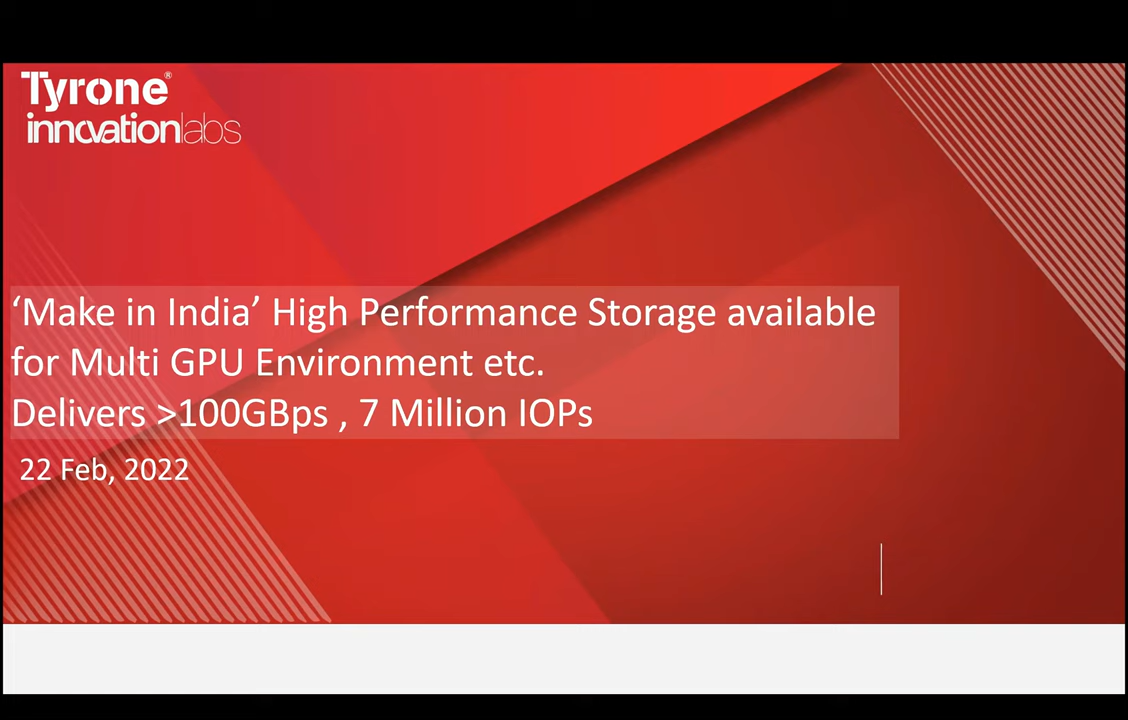 Tyrone®
innovationlabs
‘Make in India’ High Performance Storage available
for Multi GPU Environment etc.
Delivers >100GBps , 7 Million IOPs
22 Feb, 2022